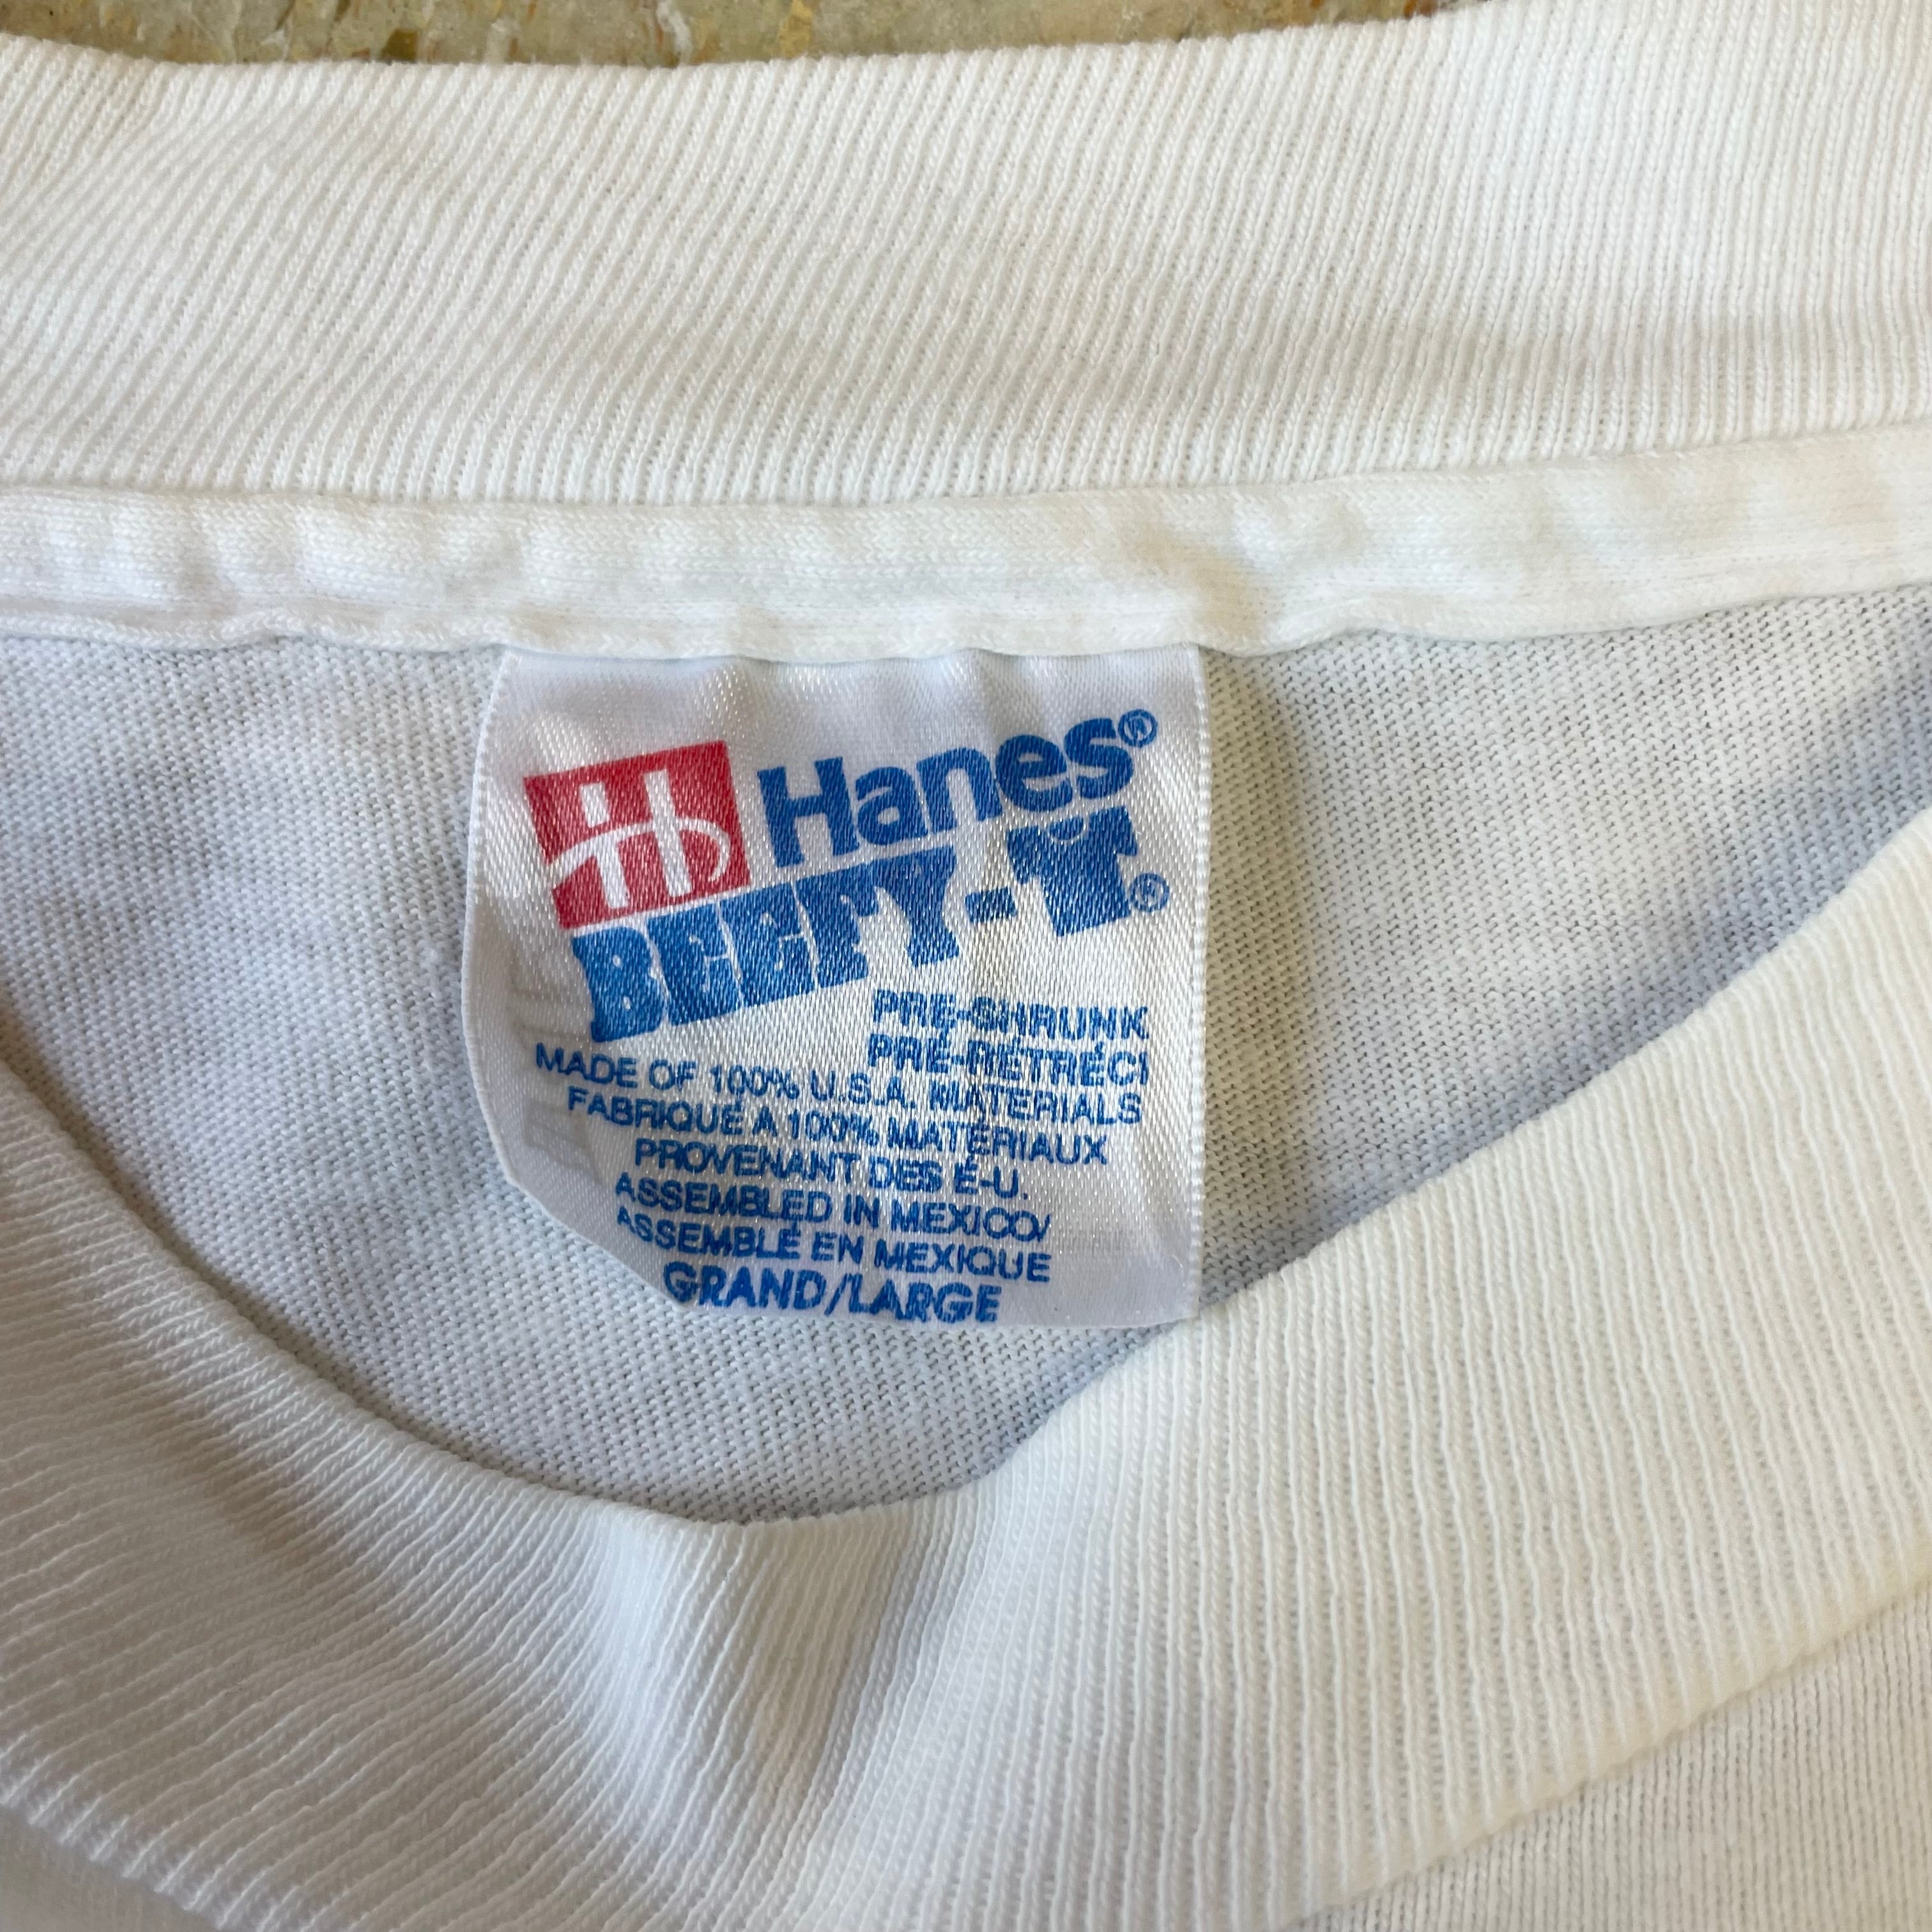 Hanes®
BEEFY-T®
PRE-SHRUNK
PRÉ-RÉTRÉCI
MADE OF 100% U.S.A. MATERIALS
FABRIQUÉ A 100% MATÉRIAUX
PROVENANT DES É-U.
ASSEMBLED IN MEXICO/
ASSEMBLÉ EN MEXIQUE
GRAND/LARGE